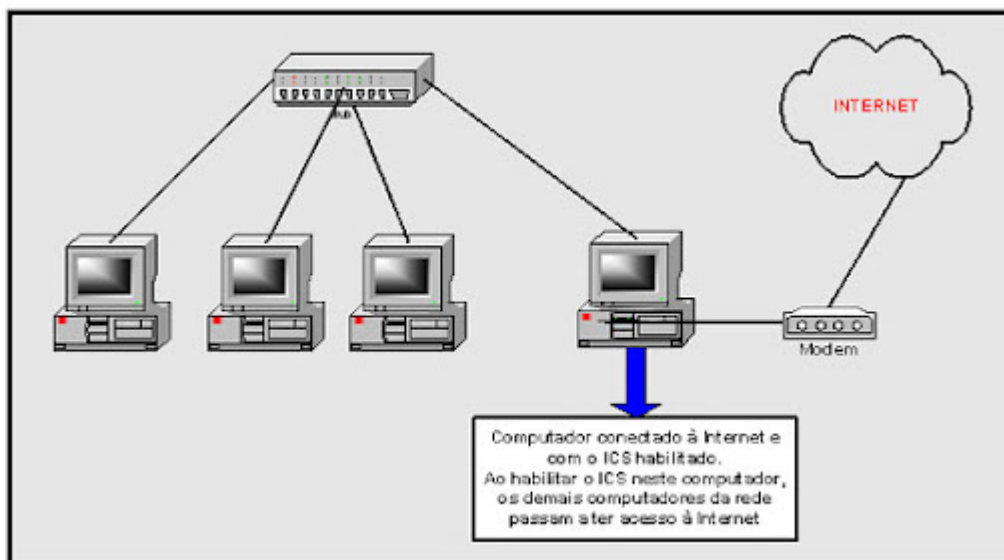 Hub
INTERNET
Modem
Computador conectado à Internet e
com o ICS habilitado.
Ao habilitar o ICS neste computador,
os demais computadores da rede
passam a ter acesso à Internet